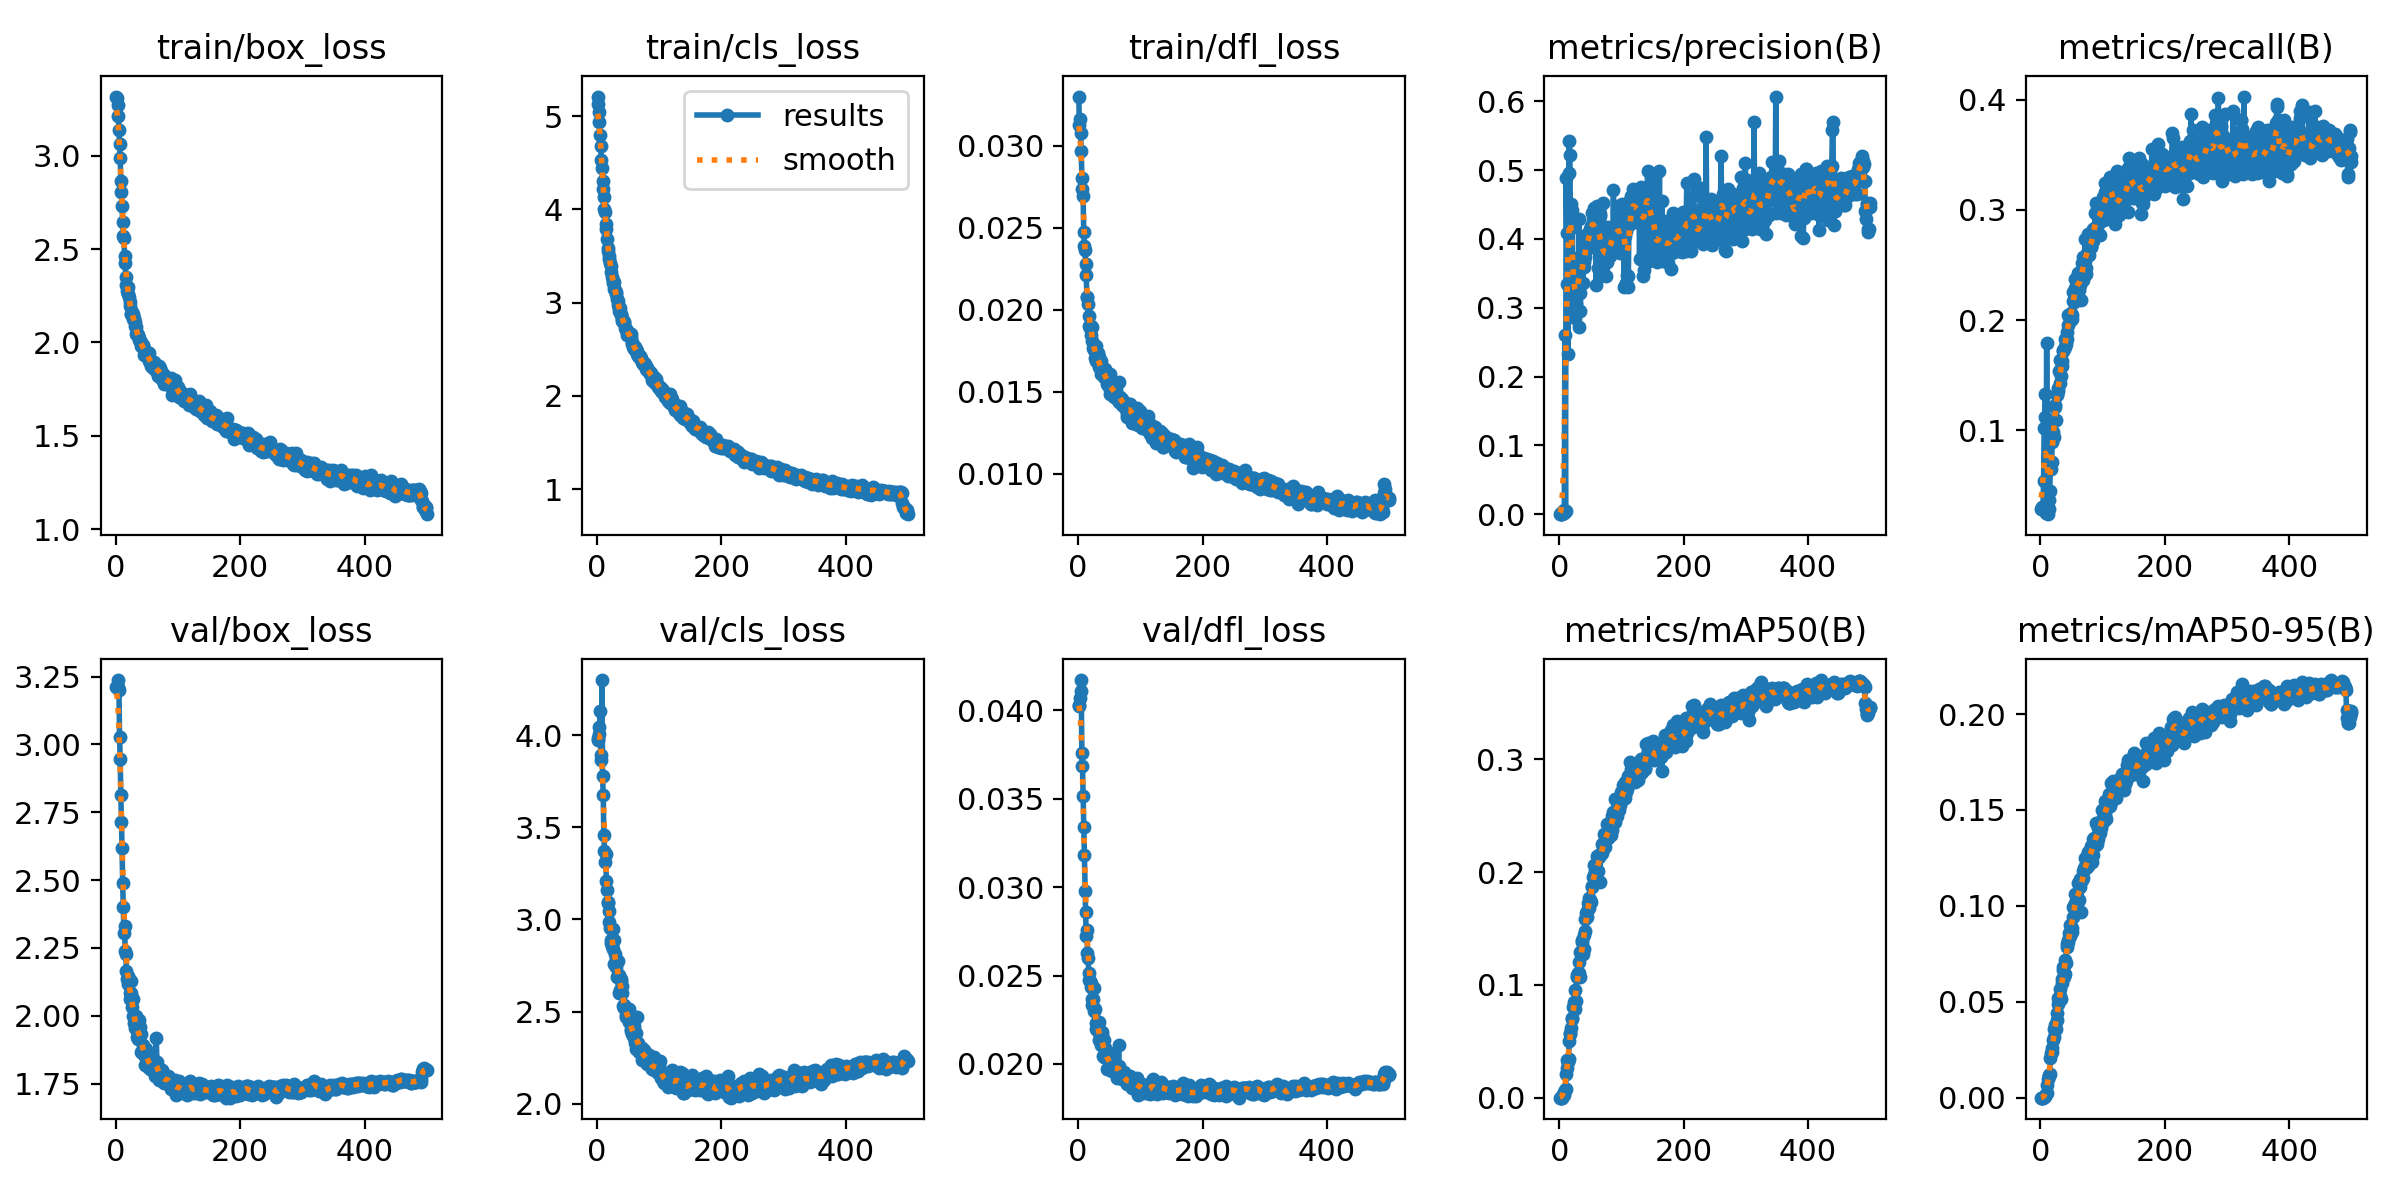 train/box_loss
3.0
2.5
2.0
1.5
1.0
0 200 400
train/cls_loss
results
smooth
5
4
3
2
1
0 200 400
train/dfl_loss
0.030
0.025
0.020
0.015
0.010
0 200 400
metrics/precision(B)
0.6
0.5
0.4
0.3
0.2
0.1
0.0
0 200 400
metrics/recall(B)
0.4
0.3
0.2
0.1
0 200 400
val/box_loss
3.25
3.00
2.75
2.50
2.25
2.00
1.75
0 200 400
val/cls_loss
4.0
3.5
3.0
2.5
2.0
0 200 400
val/dfl_loss
0.040
0.035
0.030
0.025
0.020
0 200 400
metrics/mAP50(B)
0.3
0.2
0.1
0.0
0 200 400
metrics/mAP50-95(B)
0.20
0.15
0.10
0.05
0.00
0 200 400